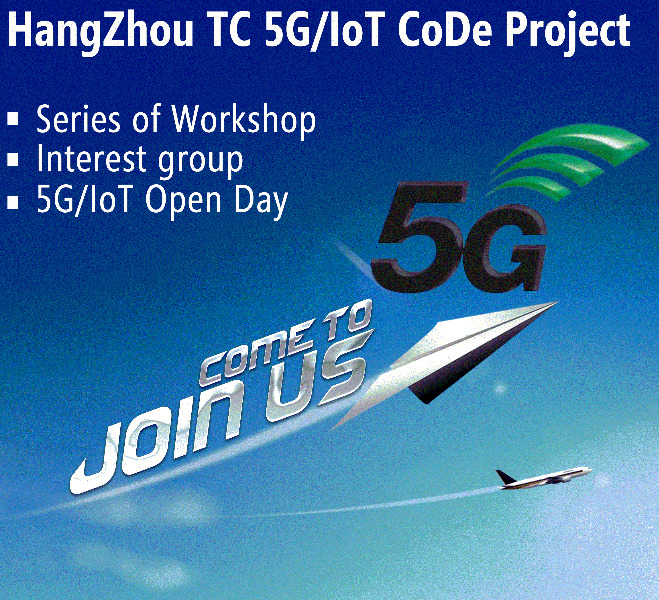 HangZhou TC 5G/IoT CoDe Project
Series of Workshop
Interest group
5G/IoT Open Day
5G
COME TO
JOIN US